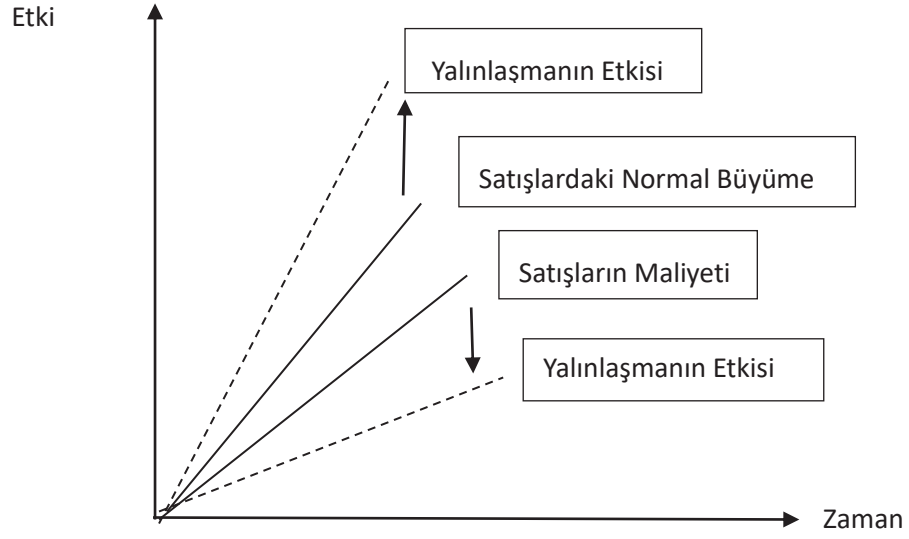 Etki
Yalınlaşmanın Etkisi
Satışlardaki Normal Büyüme
Satışların Maliyeti
Yalınlaşmanın Etkisi
Zaman